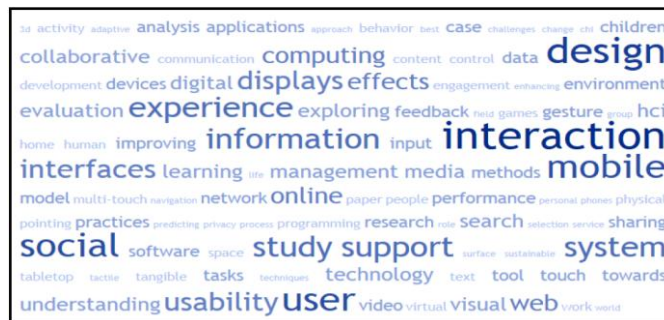 3d activity adaptive analysis applications approach behavior best case challenges change chi children
collaborative communication computing content control data design
development devices digital displays effects engagement enhancing environment
evaluation experience exploring feedback field games gesture group hci
home human improving information input interaction
interfaces learning life management media methods mobile
model multi-touch navigation network online paper people performance personal phones physical
pointing practices predicting privacy process programming research role search selection service sharing
social software space study support surface sustainable system
tabletop tactile tangible tasks techniques technology text tool touch towards
understanding usability user video virtual visual web work world